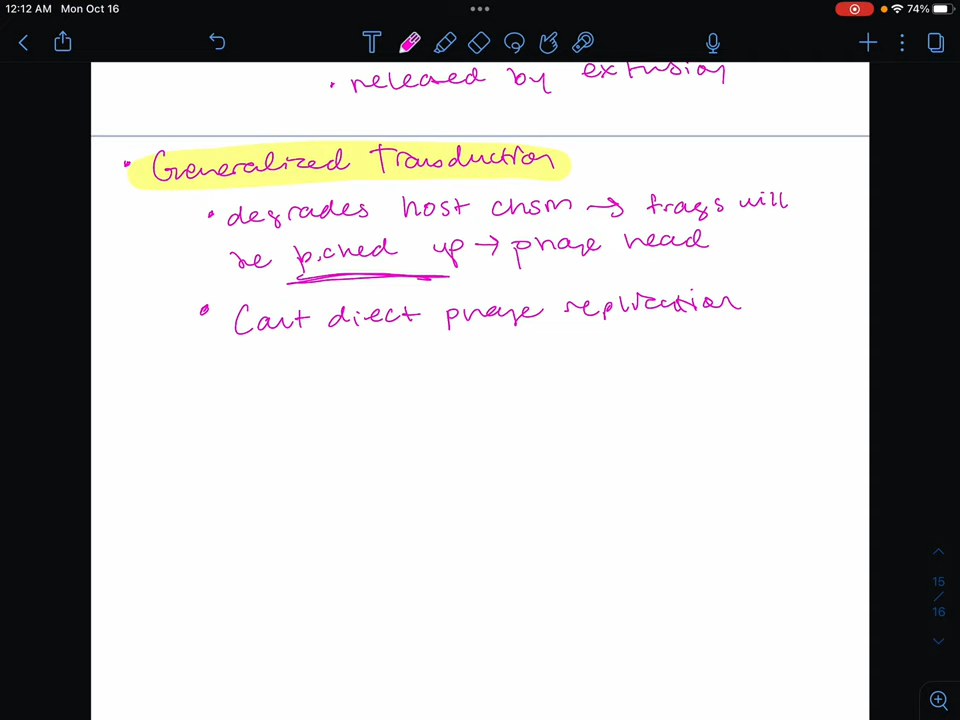 12:12 AM Mon Oct 16
74%
• released by extrusion
• Generalized Transduction
• degrades host chsm → frags will
be picked up → phage head
• Can't direct phage replication
15
/
16